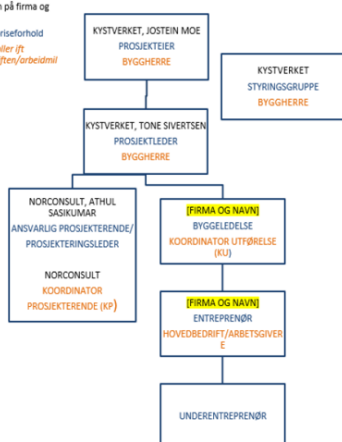 på firma og
riseforhold
ller ift
ften/arbeidmil
KYSTVERKET, JOSTEIN MOE
PROSJEKTEIER
BYGGHERRE
KYSTVERKET
STYRINGSGRUPPE
BYGGHERRE
KYSTVERKET, TONE SIVERTSEN
PROSJEKTLEDER
BYGGHERRE
NORCONSULT, ATHUL
SASIKUMAR
ANSVARLIG PROSJEKTERENDE/
PROSJEKTERINGSLEDER
NORCONSULT
KOORDINATOR
PROSJEKTERENDE (KP)
[FIRMA OG NAVN]
BYGGELEDELSE
KOORDINATOR UTFØRELSE
(KU)
[FIRMA OG NAVN]
ENTREPRENØR
HOVEDBEDRIFT/ARBETSGIVER
E
UNDERENTREPRENØR